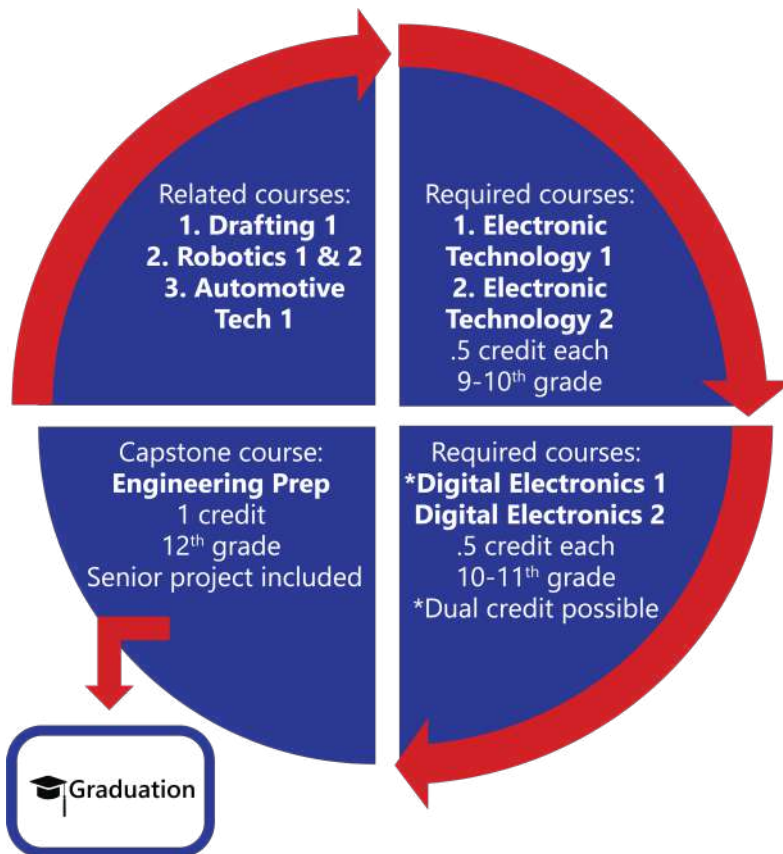 Related courses:
1. Drafting 1
2. Robotics 1 & 2
3. Automotive
Tech 1
Required courses:
1. Electronic
Technology 1
2. Electronic
Technology 2
.5 credit each
9-10th grade
Required courses:
*Digital Electronics 1
Digital Electronics 2
.5 credit each
10-11th grade
*Dual credit possible
Capstone course:
Engineering Prep
1 credit
12th grade
Senior project included
Graduation